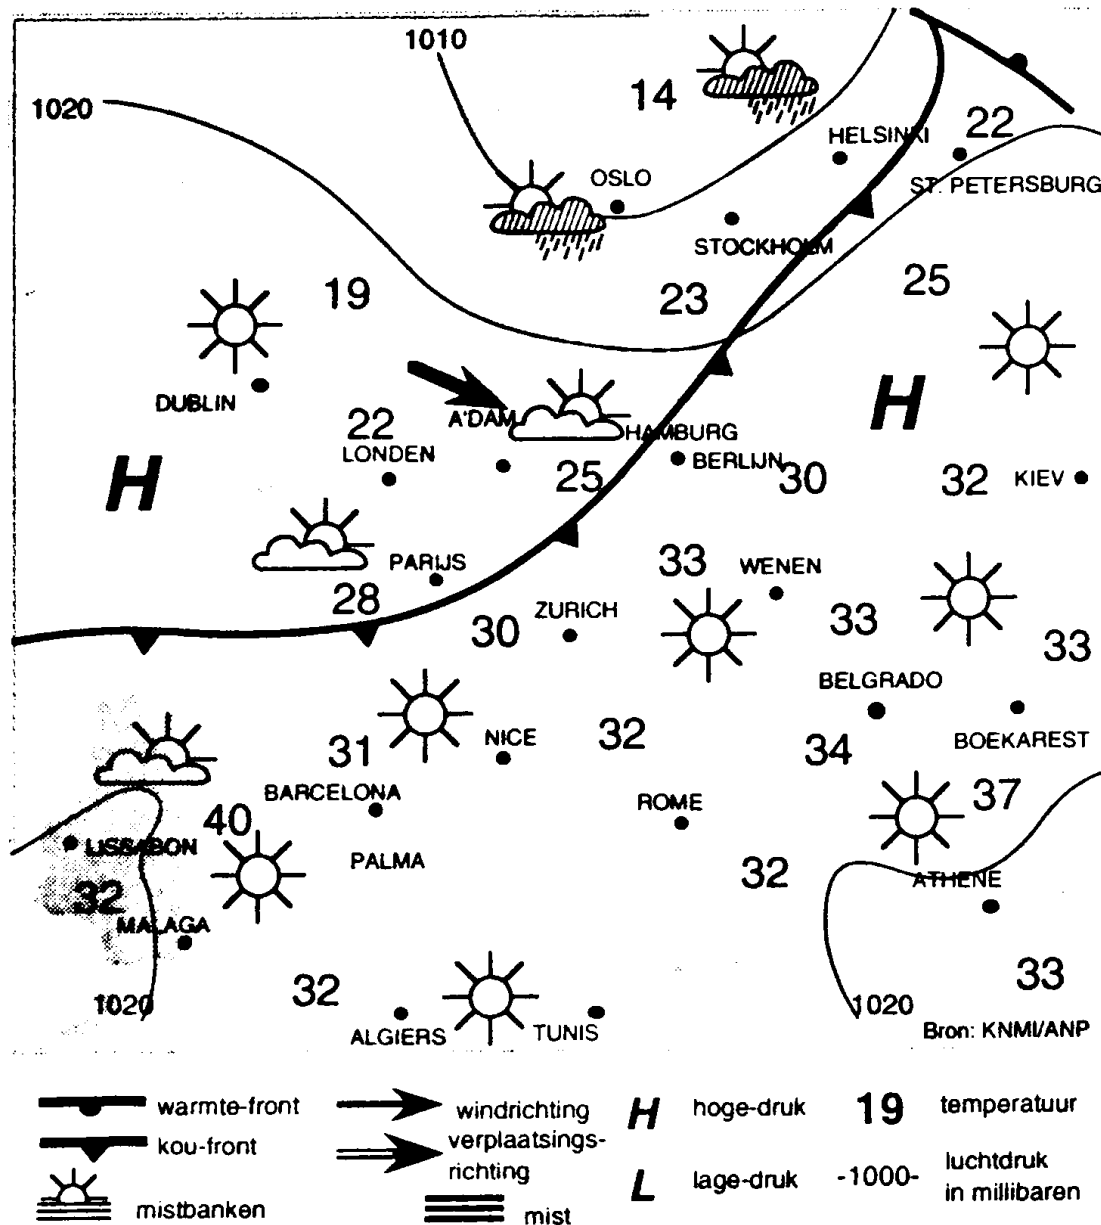 1010
1020
14
22
HELSINKI
OSLO
ST. PETERSBURG
STOCKHOLM
19
23
25
DUBLIN
A'DAM
H
22
HAMBURG
LONDEN
BERLIJN
H
25
30
32
KIEV
PARIJS
33
WENEN
28
30
ZURICH
33
33
BELGRADO
31
NICE
32
34
BOEKAREST
BARCELONA
ROME
37
40
LISSABON
PALMA
32
32
ATHENE
MALAGA
1020
32
1020
33
ALGIERS
TUNIS
Bron: KNMI/ANP
warmte-front
windrichting
H hoge-druk
19 temperatuur
kou-front
verplaatsings-
richting
L lage-druk
-1000- luchtdruk
in millibaren
mistbanken
mist